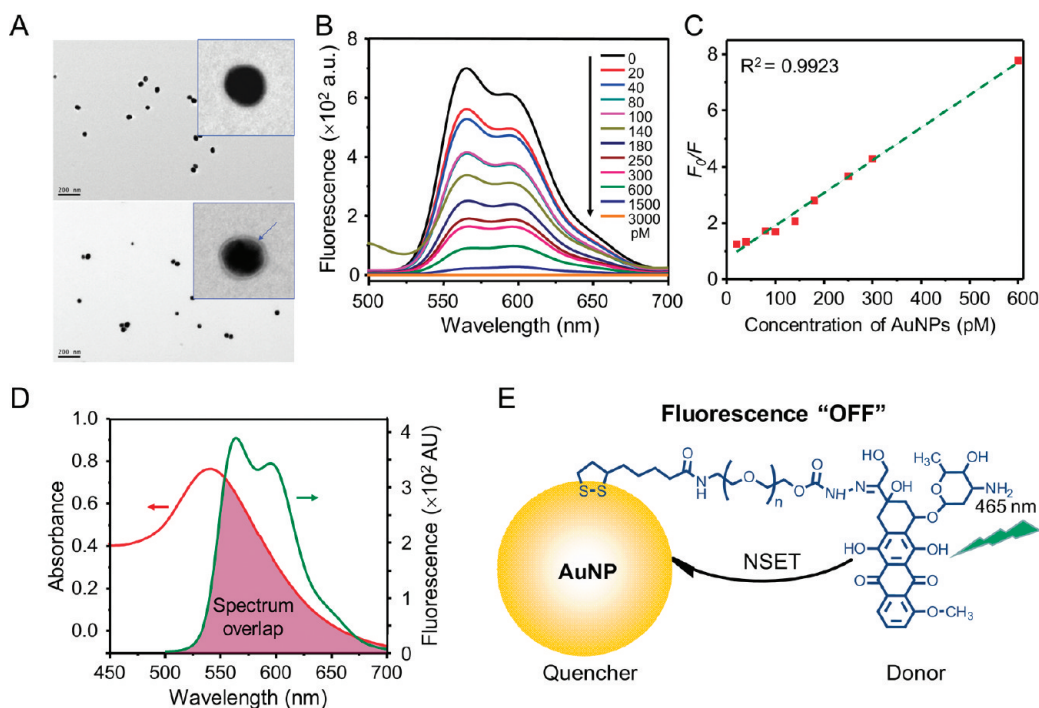 A
200 nm
200 nm
B
Fluorescence (×10² a.u.)
8
6
4
2
0
500
550
600
650
700
Wavelength (nm)
0
20
40
80
100
140
180
250
300
600
1500
3000
pM
C
F₀/F
8
6
4
2
0
R² = 0.9923
0
100
200
300
400
500
600
Concentration of AuNPs (pM)
D
Absorbance
1.0
0.8
0.6
0.4
0.2
0.0
Spectrum
overlap
4
3
2
1
0
Fluorescence (×10² AU)
450
500
550
600
650
700
Wavelength (nm)
E
Fluorescence "OFF"
S-S
O
N
H
O
n
O
O
NH
N
HO
OH
H₃C
OH
O
NH₂
O
465 nm
HO
OH
O
O
O-CH₃
AuNP
NSET
Quencher
Donor